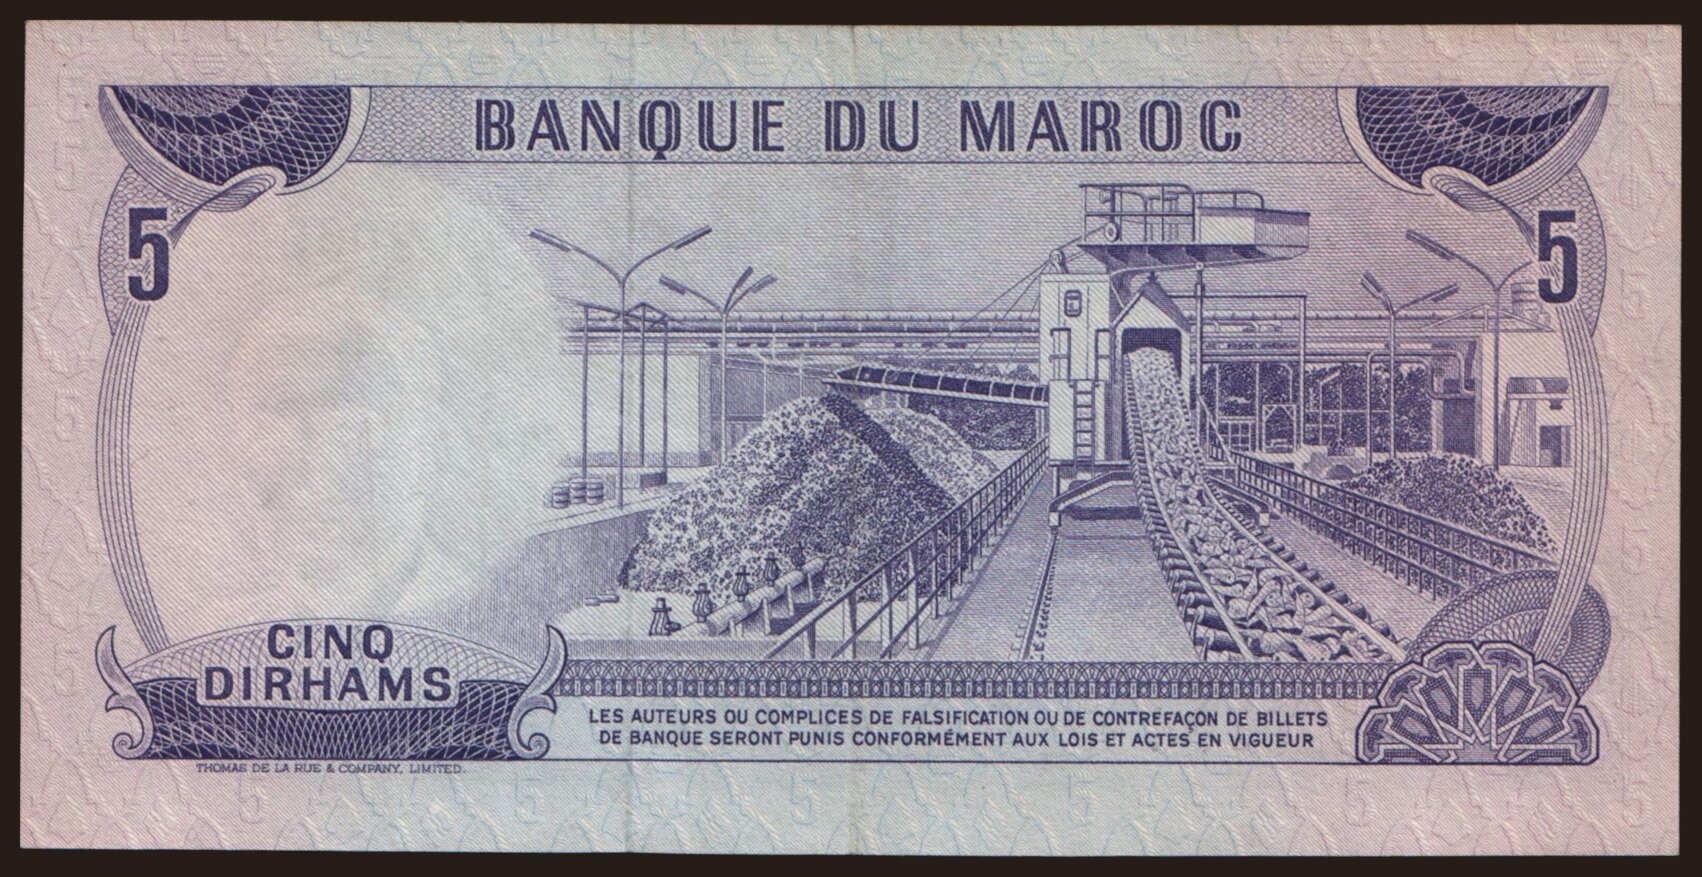 BANQUE DU MAROC
5
5
CINQ
DIRHAMS
LES AUTEURS OU COMPLICES DE FALSIFICATION OU DE CONTREFAÇON DE BILLETS
DE BANQUE SERONT PUNIS CONFORMÉMENT AUX LOIS ET ACTES EN VIGUEUR
THOMAS DE LA RUE & COMPANY, LIMITED.